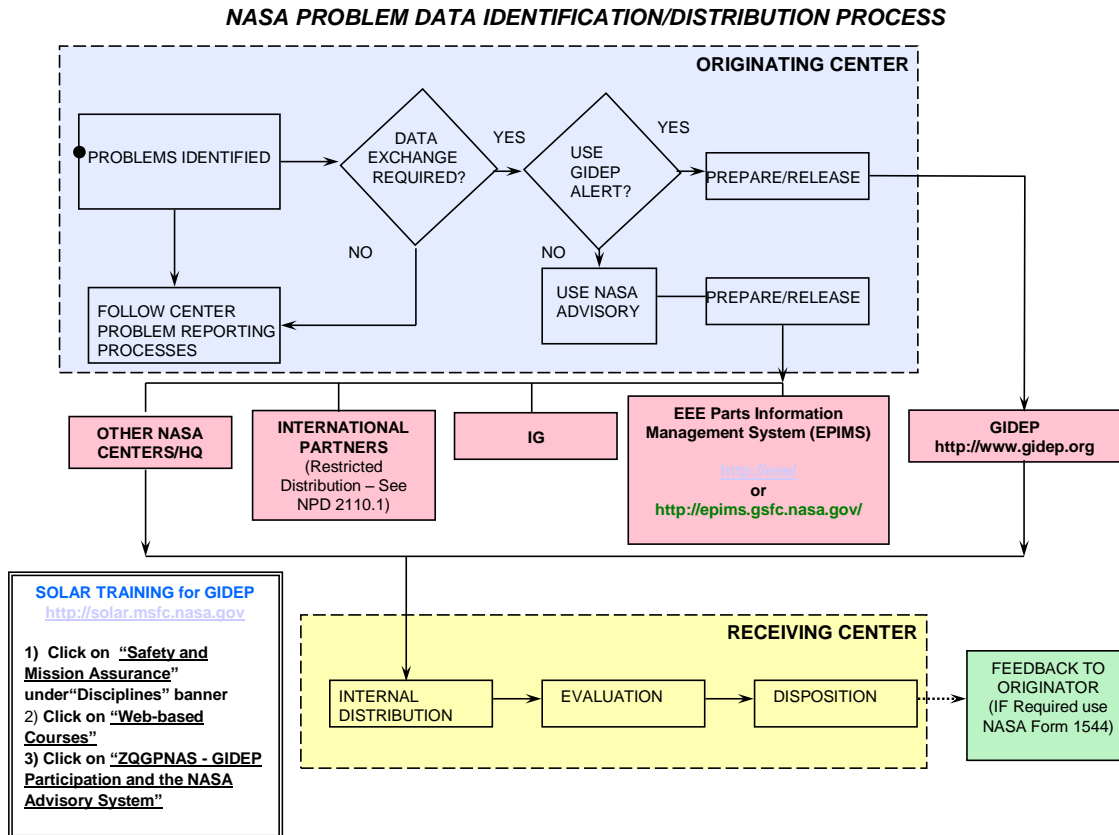 NASA PROBLEM DATA IDENTIFICATION/DISTRIBUTION PROCESS
ORIGINATING CENTER
PROBLEMS IDENTIFIED
DATA
EXCHANGE
REQUIRED?
YES
USE
GIDEP
ALERT?
YES
PREPARE/RELEASE
NO
NO
FOLLOW CENTER
PROBLEM REPORTING
PROCESSES
USE NASA
ADVISORY
PREPARE/RELEASE
OTHER NASA
CENTERS/HQ
INTERNATIONAL
PARTNERS
(Restricted
Distribution – See
NPD 2110.1)
IG
EEE Parts Information
Management System (EPIMS)
http://eee/
or
http://epims.gsfc.nasa.gov/
GIDEP
http://www.gidep.org
SOLAR TRAINING for GIDEP
http://solar.msfc.nasa.gov
1) Click on “Safety and
Mission Assurance”
under“Disciplines” banner
2) Click on “Web-based
Courses”
3) Click on “ZQGPNAS - GIDEP
Participation and the NASA
Advisory System”
RECEIVING CENTER
INTERNAL
DISTRIBUTION
EVALUATION
DISPOSITION
FEEDBACK TO
ORIGINATOR
(IF Required use
NASA Form 1544)